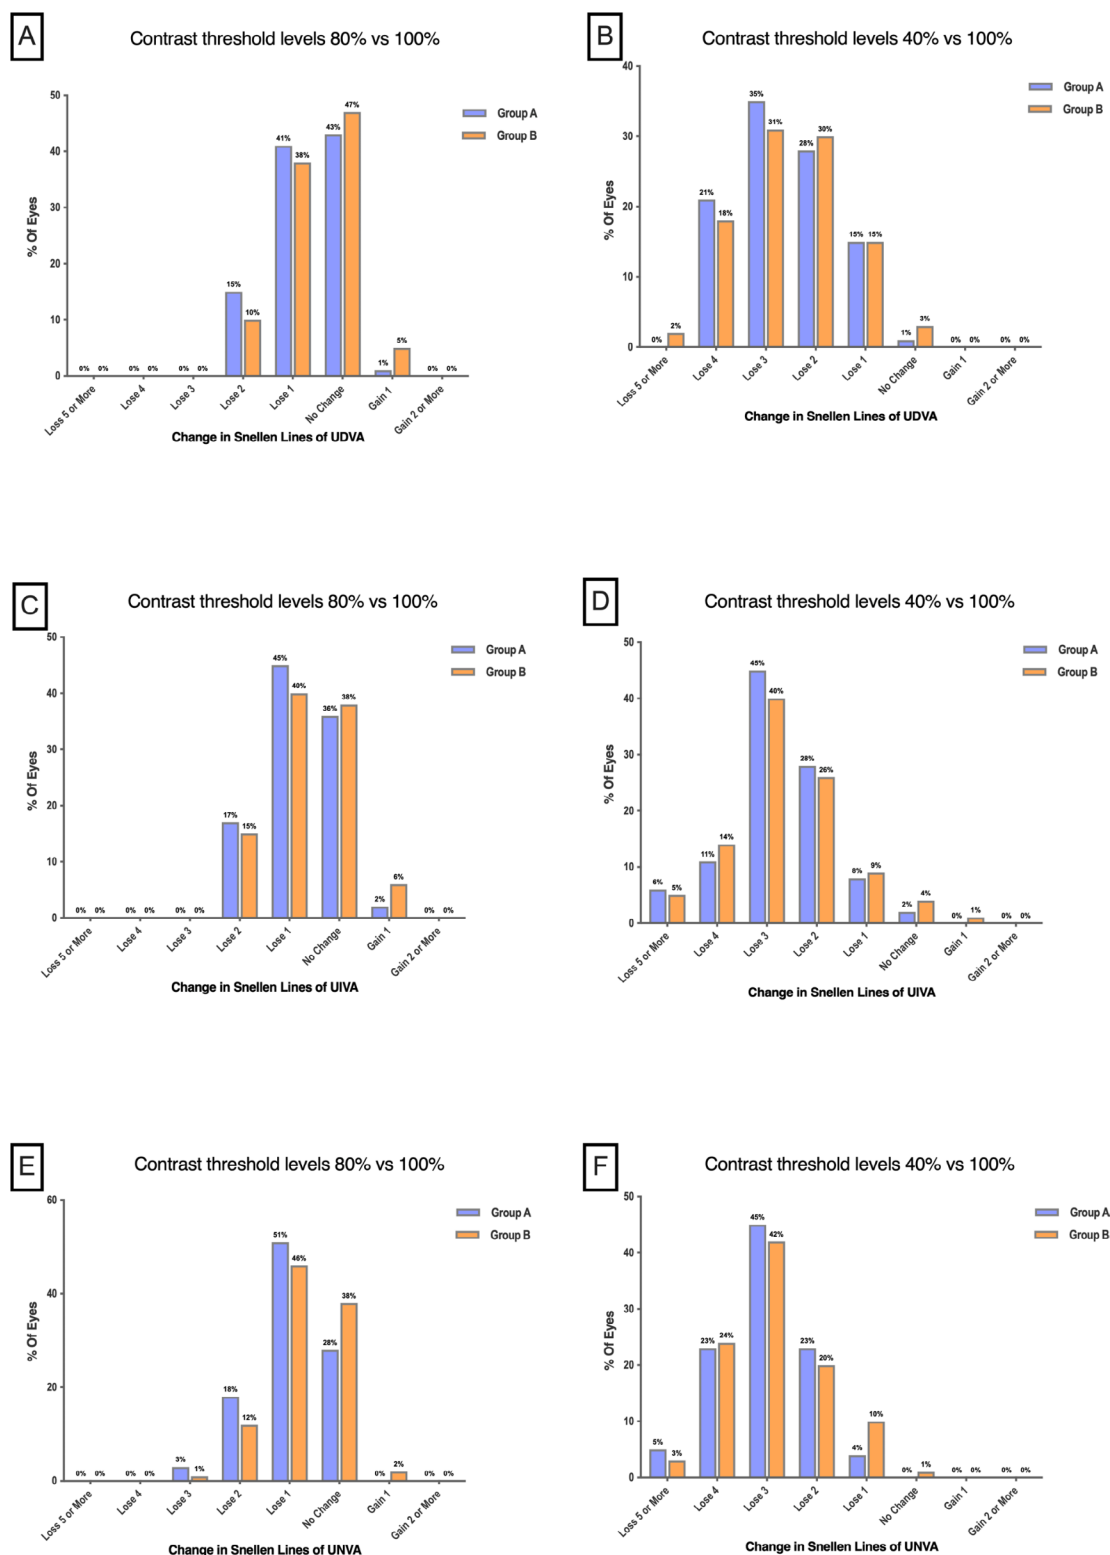 A
Contrast threshold levels 80% vs 100%
Group A
Group B
% Of Eyes
50
40
30
20
10
0
0% 0% 0% 0% 0% 0% 15% 10% 41% 38% 43% 47% 1% 5% 0% 0%
Loss 5 or More Lose 4 Lose 3 Lose 2 Lose 1 No Change Gain 1 Gain 2 or More
Change in Snellen Lines of UDVA
B
Contrast threshold levels 40% vs 100%
Group A
Group B
% Of Eyes
40
30
20
10
0
0% 2% 21% 18% 35% 31% 28% 30% 15% 15% 1% 3% 0% 0% 0% 0%
Loss 5 or More Lose 4 Lose 3 Lose 2 Lose 1 No Change Gain 1 Gain 2 or More
Change in Snellen Lines of UDVA
C
Contrast threshold levels 80% vs 100%
Group A
Group B
% Of Eyes
50
40
30
20
10
0
0% 0% 0% 0% 0% 0% 17% 15% 45% 40% 36% 38% 2% 6% 0% 0%
Loss 5 or More Lose 4 Lose 3 Lose 2 Lose 1 No Change Gain 1 Gain 2 or More
Change in Snellen Lines of UIVA
D
Contrast threshold levels 40% vs 100%
Group A
Group B
% Of Eyes
50
40
30
20
10
0
6% 5% 11% 14% 45% 40% 28% 26% 8% 9% 2% 4% 0% 1% 0% 0%
Loss 5 or More Lose 4 Lose 3 Lose 2 Lose 1 No Change Gain 1 Gain 2 or More
Change in Snellen Lines of UIVA
E
Contrast threshold levels 80% vs 100%
Group A
Group B
% Of Eyes
60
40
20
0
0% 0% 0% 0% 3% 1% 18% 12% 51% 46% 28% 38% 0% 2% 0% 0%
Loss 5 or More Lose 4 Lose 3 Lose 2 Lose 1 No Change Gain 1 Gain 2 or More
Change in Snellen Lines of UNVA
F
Contrast threshold levels 40% vs 100%
Group A
Group B
% Of Eyes
50
40
30
20
10
0
5% 3% 23% 24% 45% 42% 23% 20% 4% 10% 0% 1% 0% 0% 0% 0%
Loss 5 or More Lose 4 Lose 3 Lose 2 Lose 1 No Change Gain 1 Gain 2 or More
Change in Snellen Lines of UNVA